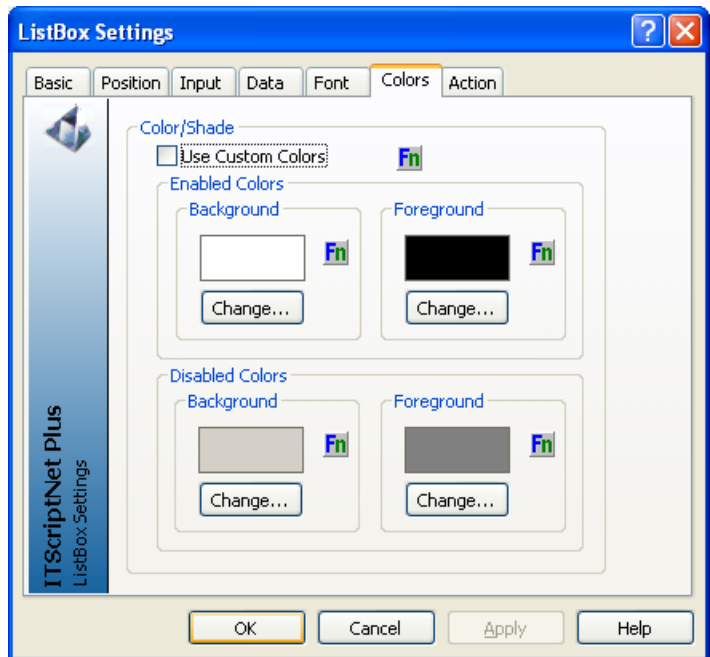 ListBox Settings
?
Basic Position Input Data Font Colors Action
Color/Shade
Use Custom Colors Fn
Enabled Colors
Background Foreground
Fn Fn
Change... Change...
Disabled Colors
Background Foreground
Fn Fn
Change... Change...
ITScriptNet Plus
ListBox Settings
OK Cancel Apply Help